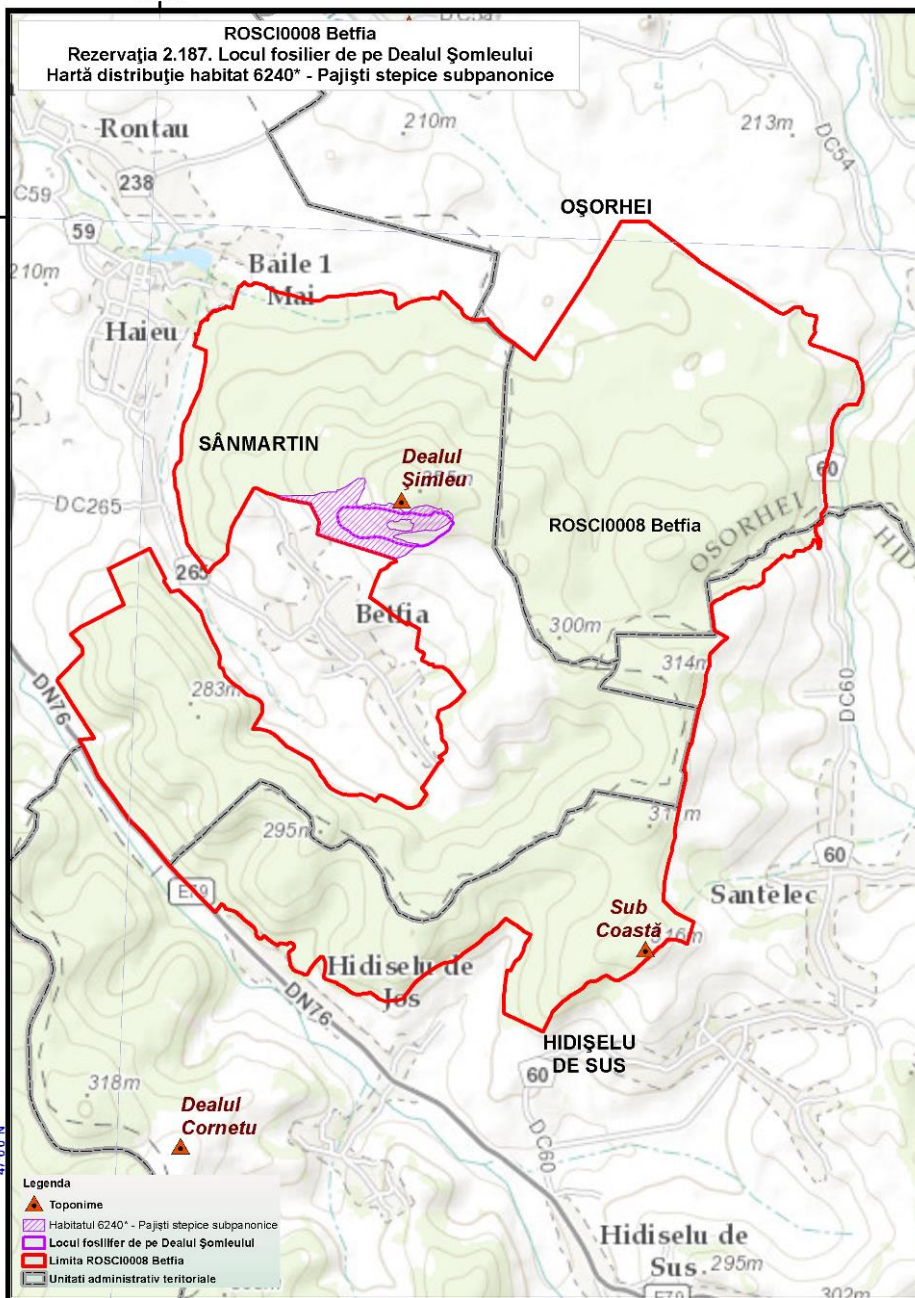 ROSCI0008 Betfia
Rezervaţia 2.187. Locul fosilier de pe Dealul Şomleului
Hartă distribuţie habitat 6240* - Pajişti stepice subpanonice
Rontau
210m
213m
DC54
238
C59
59
OŞORHEI
210m
Baile 1
Mai
Haieu
SÂNMARTIN
Dealul
Şimleu
60
DC265
ROSCI0008 Betfia
OSORHEI
265
Betfia
300m
314m
283m
DN76
DC60
295m
60
E79
Santelec
Sub
Coastă
316m
Hidiselu de
Jos
DN76
HIDIŞELU
DE SUS
60
318m
Dealul
Cornetu
DC60
Legenda
Toponime
Habitatul 6240* - Pajişti stepice subpanonice
Locul fosilifer de pe Dealul Şomleului
Limita ROSCI0008 Betfia
Unitati administrativ teritoriale
Hidiselu de
Sus
295m
E79
302m